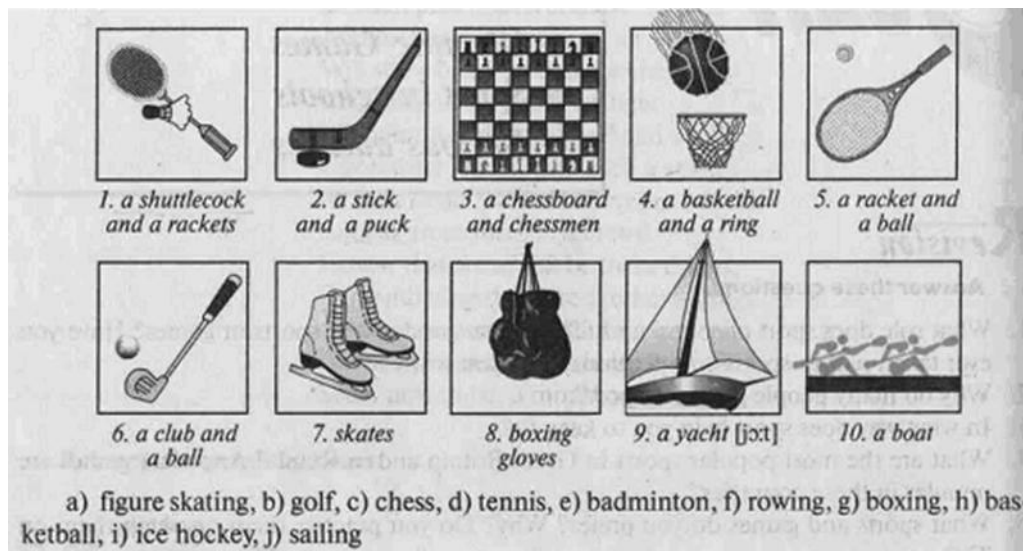 1. a shuttlecock
and a rackets
2. a stick
and a puck
3. a chessboard
and chessmen
4. a basketball
and a ring
5. a racket and
a ball
6. a club and
a ball
7. skates
8. boxing
gloves
9. a yacht [jɔ:t]
10. a boat
a) figure skating, b) golf, c) chess, d) tennis, e) badminton, f) rowing, g) boxing, h) bas-
ketball, i) ice hockey, j) sailing